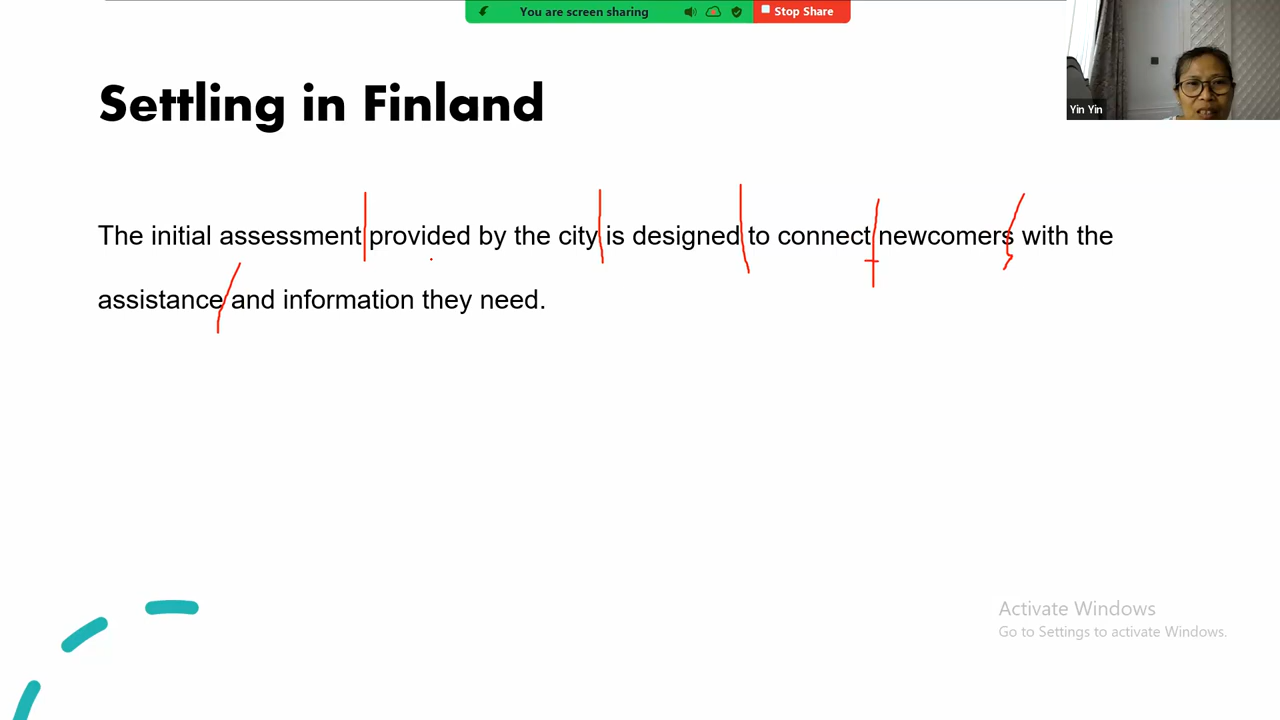 You are screen sharing
Stop Share
Yin Yin
Settling in Finland
The initial assessment provided by the city is designed to connect newcomers with the
assistance and information they need.
Activate Windows
Go to Settings to activate Windows.